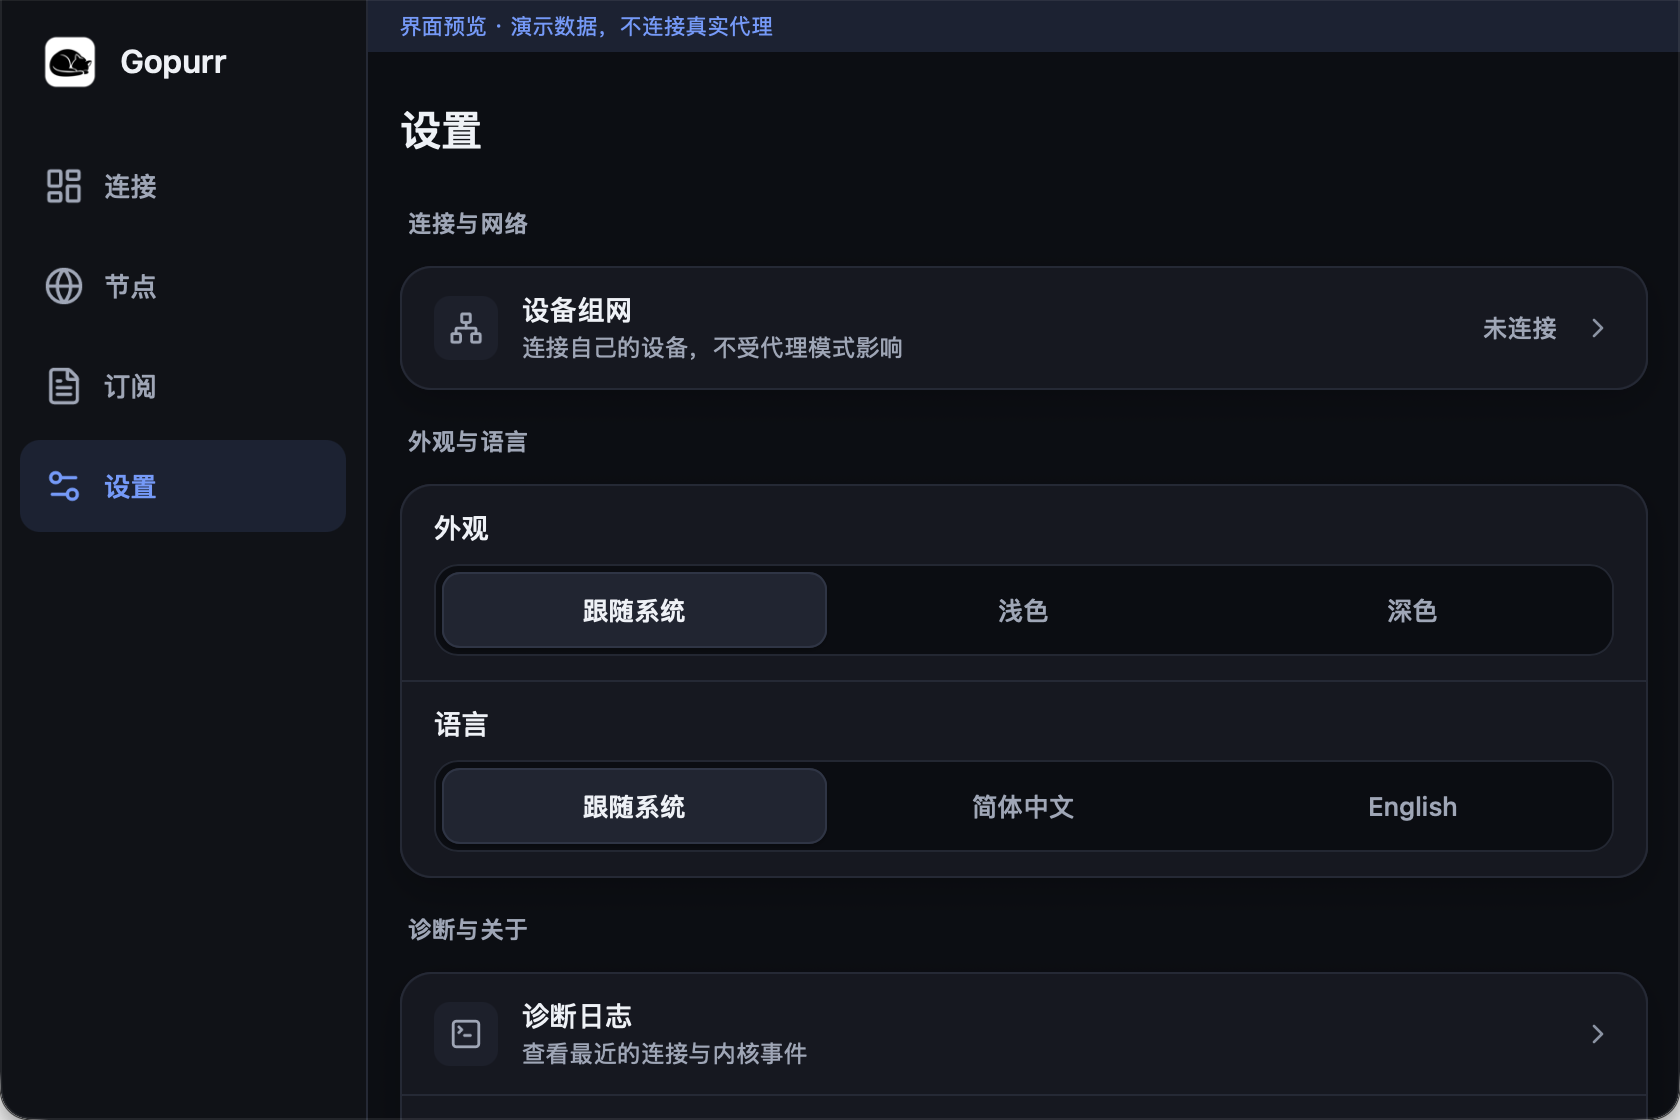 Gopurr
连接
节点
订阅
设置
界面预览 · 演示数据，不连接真实代理
设置
连接与网络
设备组网
连接自己的设备，不受代理模式影响
未连接
外观与语言
外观
跟随系统
浅色
深色
语言
跟随系统
简体中文
English
诊断与关于
诊断日志
查看最近的连接与内核事件